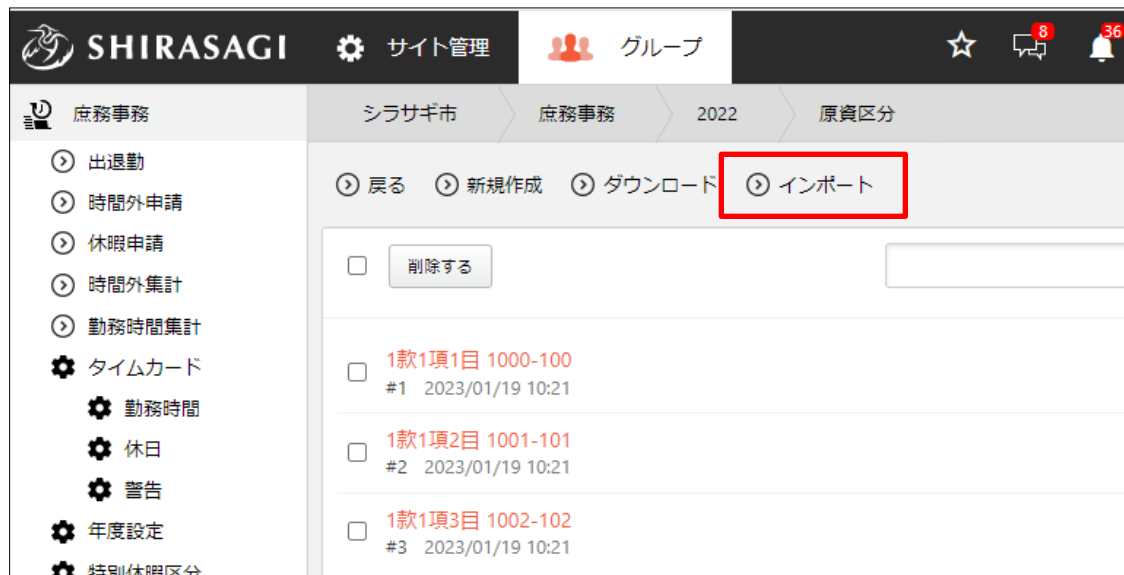 SHIRASAGI サイト管理 グループ 8 36
庶務事務 シラサギ市 庶務事務 2022 原資区分
出退勤
戻る 新規作成 ダウンロード インポート
時間外申請
休暇申請
削除する
時間外集計
勤務時間集計
タイムカード
1款1項1目 1000-100
#1 2023/01/19 10:21
勤務時間
休日
1款1項2目 1001-101
#2 2023/01/19 10:21
警告
年度設定
1款1項3目 1002-102
#3 2023/01/19 10:21
特別休暇区分